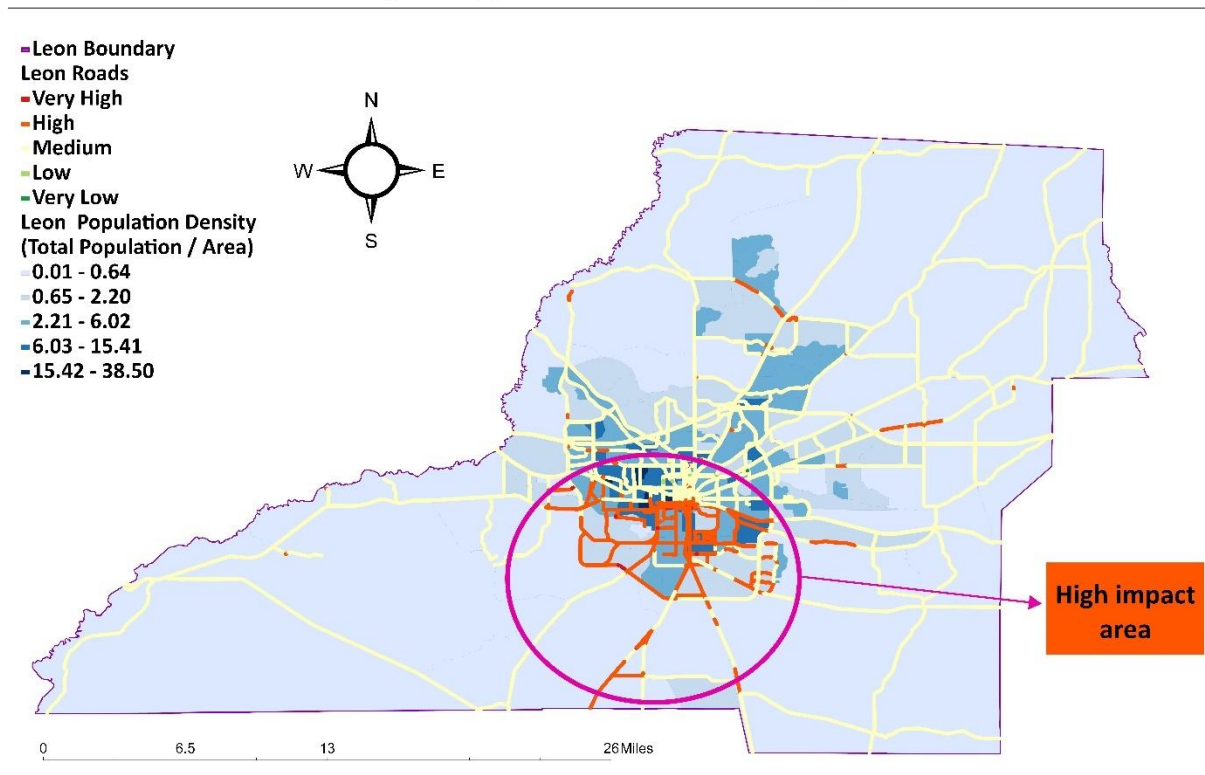 Leon Boundary
Leon Roads
Very High
High
Medium
Low
Very Low
Leon Population Density
(Total Population / Area)
0.01 - 0.64
0.65 - 2.20
2.21 - 6.02
6.03 - 15.41
15.42 - 38.50
N
W E
S
High impact
area
0 6.5 13 26 Miles